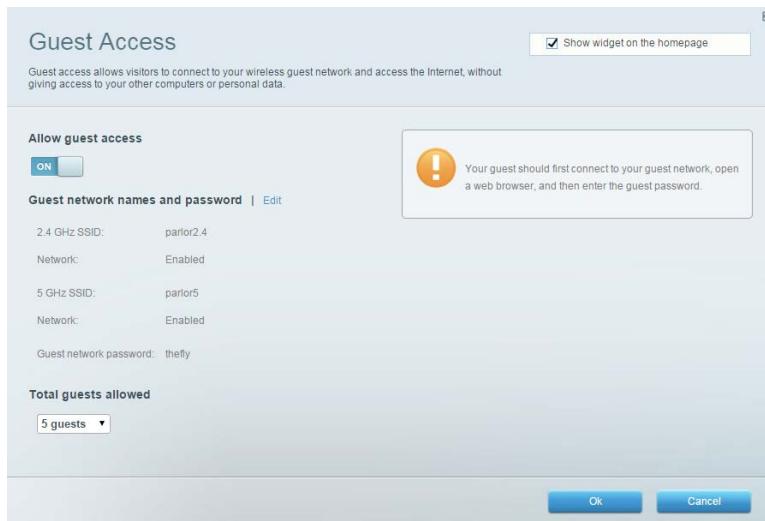 Guest Access
Show widget on the homepage
Guest access allows visitors to connect to your wireless guest network and access the Internet, without
giving access to your other computers or personal data.
Allow guest access
ON
Your guest should first connect to your guest network, open
a web browser, and then enter the guest password.
Guest network names and password | Edit
2.4 GHz SSID: parlor2.4
Network: Enabled
5 GHz SSID: parlor5
Network: Enabled
Guest network password: thefly
Total guests allowed
5 guests
Ok Cancel